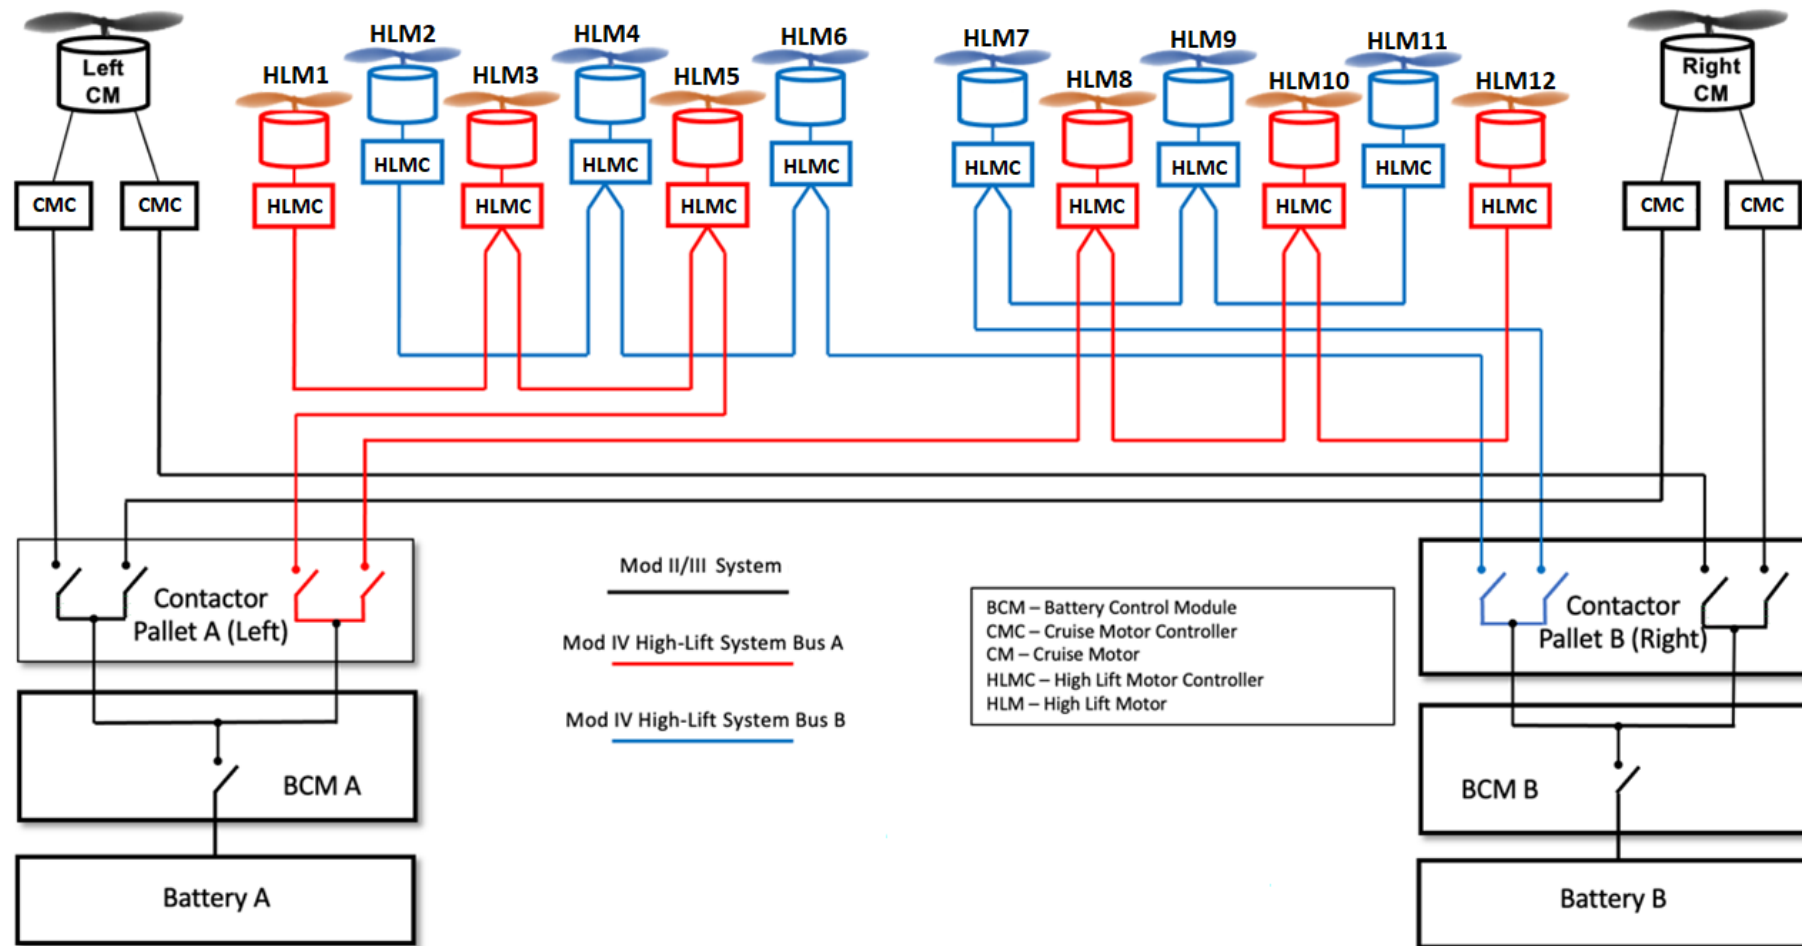 Left
CM
HLM1
HLM2
HLM3
HLM4
HLM5
HLM6
HLM7
HLM8
HLM9
HLM10
HLM11
HLM12
Right
CM
CMC
CMC
HLMC
HLMC
HLMC
HLMC
HLMC
HLMC
HLMC
HLMC
HLMC
HLMC
HLMC
HLMC
CMC
CMC
Contactor
Pallet A (Left)
Mod II/III System
Mod IV High-Lift System Bus A
Mod IV High-Lift System Bus B
BCM – Battery Control Module
CMC – Cruise Motor Controller
CM – Cruise Motor
HLMC – High Lift Motor Controller
HLM – High Lift Motor
Contactor
Pallet B (Right)
BCM A
BCM B
Battery A
Battery B